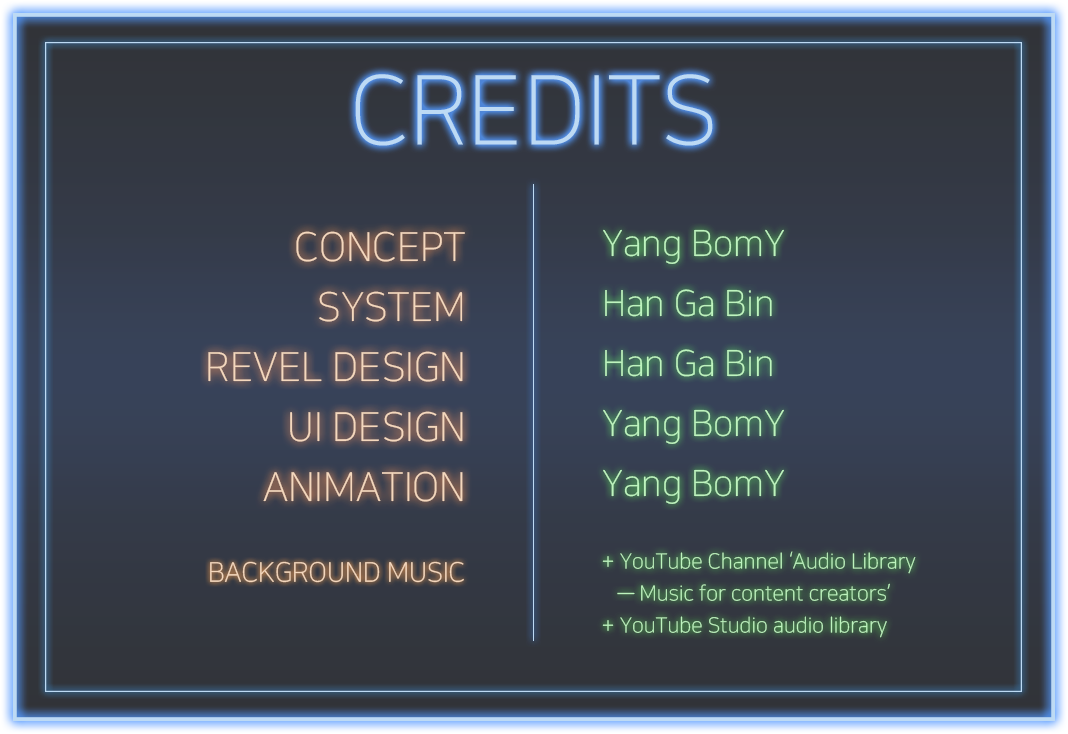 CREDITS
CONCEPT Yang BomY
SYSTEM Han Ga Bin
REVEL DESIGN Han Ga Bin
UI DESIGN Yang BomY
ANIMATION Yang BomY
BACKGROUND MUSIC + YouTube Channel ‘Audio Library
— Music for content creators’
+ YouTube Studio audio library